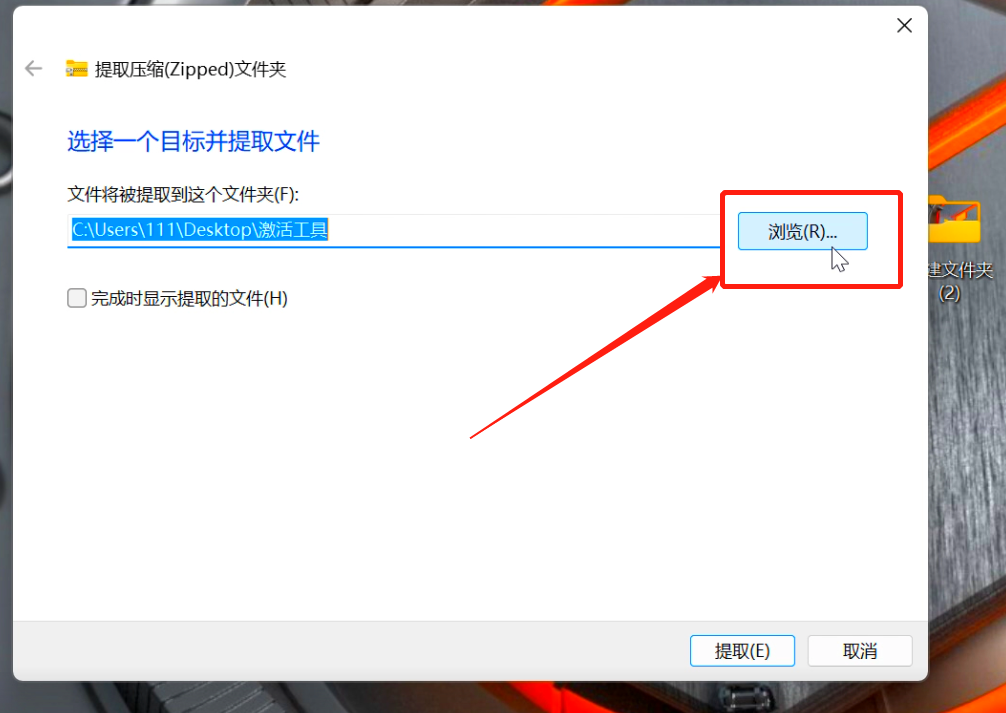 提取压缩(Zipped)文件夹
选择一个目标并提取文件
文件将被提取到这个文件夹(F):
C:\Users\111\Desktop\激活工具
浏览(R)...
建文件夹
(2)
完成时显示提取的文件(H)
提取(E)
取消